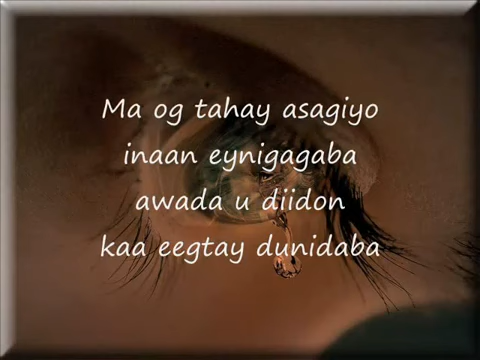 Ma og tahay asagiyo
inaan eynigagaba
awada u diidon
kaa eegtay dunidaba